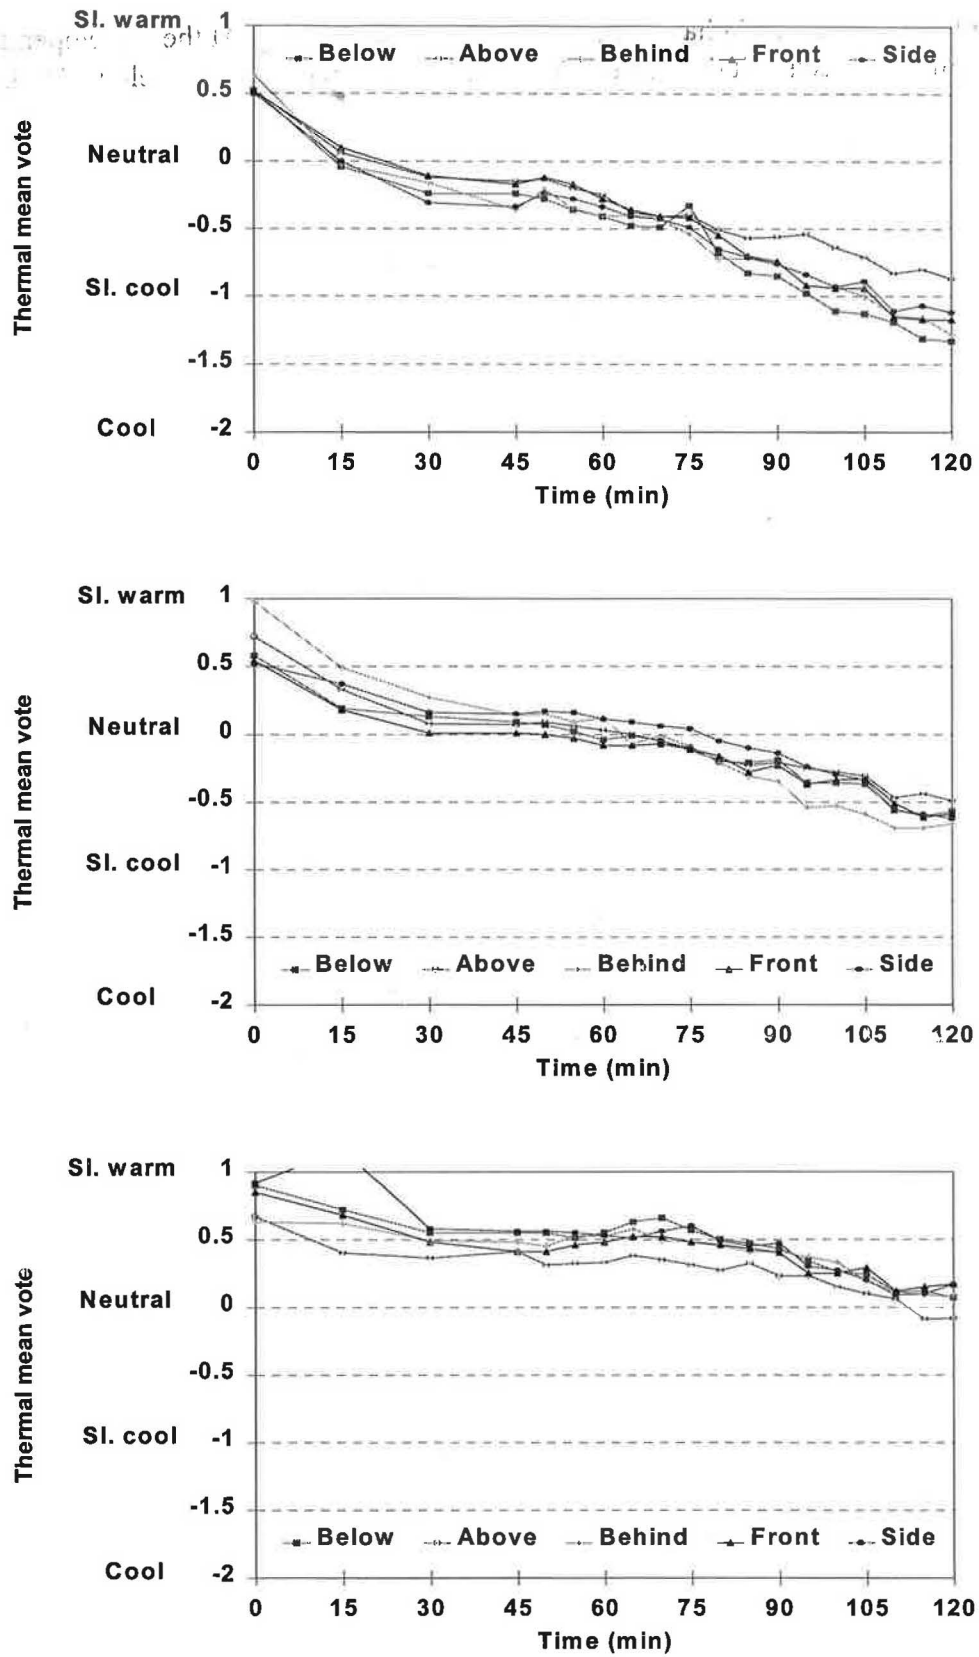 Sl. warm 1
Below Above Behind Front Side
0.5
Neutral 0
-0.5
Sl. cool -1
-1.5
Cool -2
Thermal mean vote
0 15 30 45 60 75 90 105 120
Time (min)
Sl. warm 1
0.5
Neutral 0
-0.5
Sl. cool -1
-1.5
Below Above Behind Front Side
Cool -2
Thermal mean vote
0 15 30 45 60 75 90 105 120
Time (min)
Sl. warm 1
0.5
Neutral 0
-0.5
Sl. cool -1
-1.5
Below Above Behind Front Side
Cool -2
Thermal mean vote
0 15 30 45 60 75 90 105 120
Time (min)